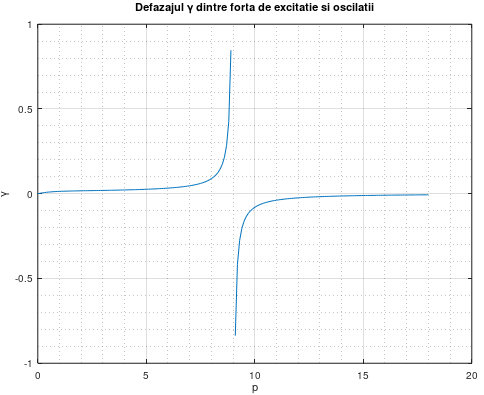 Defazajul γ dintre forta de excitatie si oscilatii
1
0.5
0
-0.5
-1
γ
0 5 10 15 20
p